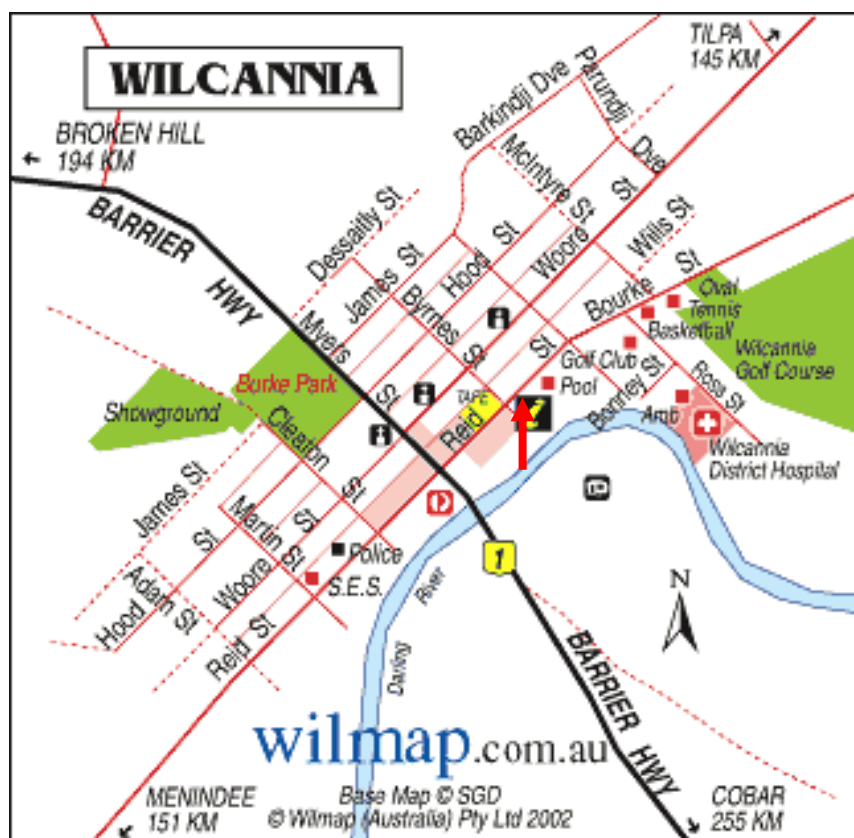 WILCANNIA
TILPA
145 KM
BROKEN HILL
194 KM
BARRIER
HWY
Barkindji Dve
Parundji
Dve
McIntyre St
Dessailly St
James St
Hood St
Woore St
Wills St
Byrnes St
Myers St
Bourke St
Oval
Tennis
Basketball
Golf Club
Pool
Wilcannia
Golf Course
Bonney St
Ross St
Amb
Wilcannia
District Hospital
TAFE
Reid St
i
Burke Park
Showground
Cleaton St
James St
Martin St
Adam St
Hood St
Woore St
Reid St
Police
S.E.S.
1
N
Darling River
BARRIER HWY
wilmap.com.au
MENINDEE
151 KM
Base Map © SGD
© Wilmap (Australia) Pty Ltd 2002
COBAR
255 KM